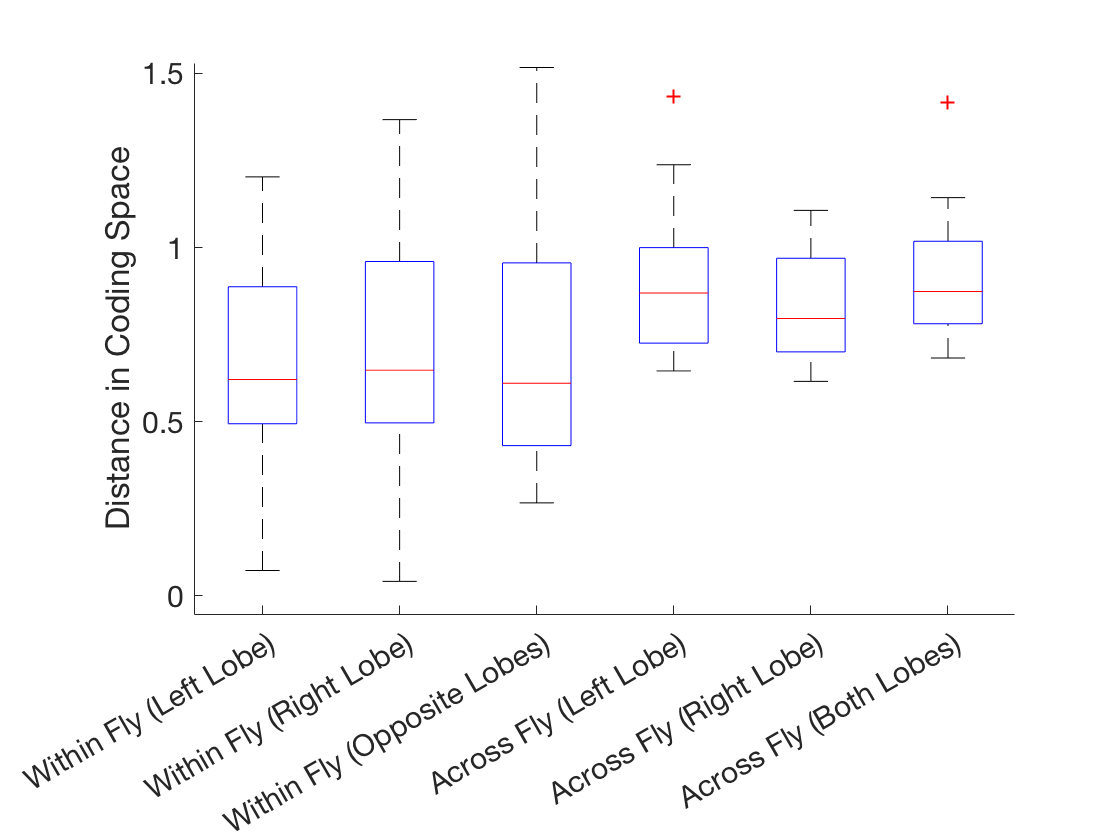 Distance in Coding Space
1.5
1
0.5
0
Within Fly (Left Lobe)
Within Fly (Right Lobe)
Within Fly (Opposite Lobes)
Across Fly (Left Lobe)
Across Fly (Right Lobe)
Across Fly (Both Lobes)